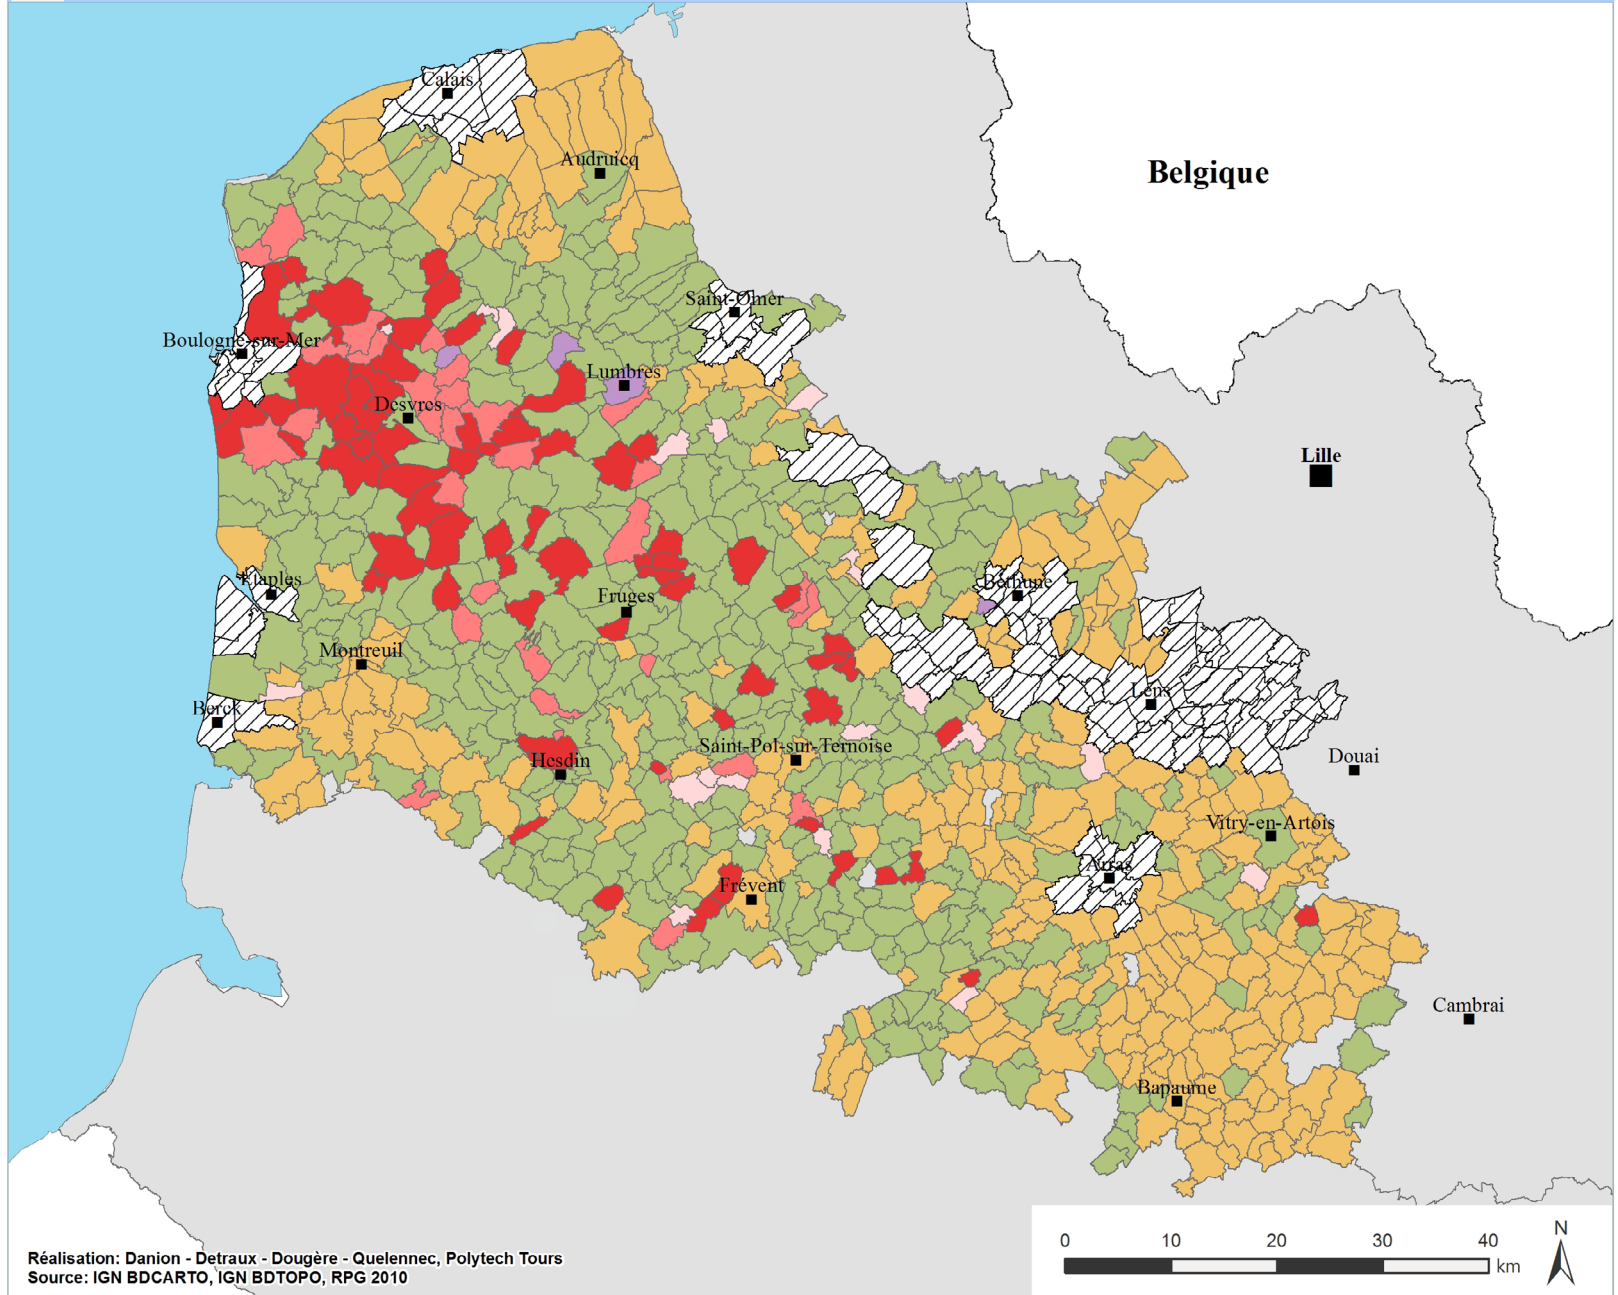 Calais
Audruicq
Belgique
Saint-Omer
Boulogne-sur-Mer
Lumbres
Desvres
Lille
Etaples
Béthune
Fruges
Montreuil
Lens
Berck
Saint-Pol-sur-Ternoise
Hesdin
Douai
Vitry-en-Artois
Arras
Frévent
Cambrai
Bapaume
0 10 20 30 40 km
N
Réalisation: Danion - Detraux - Dougère - Quelennec, Polytech Tours
Source: IGN BDCARTO, IGN BDTOPO, RPG 2010